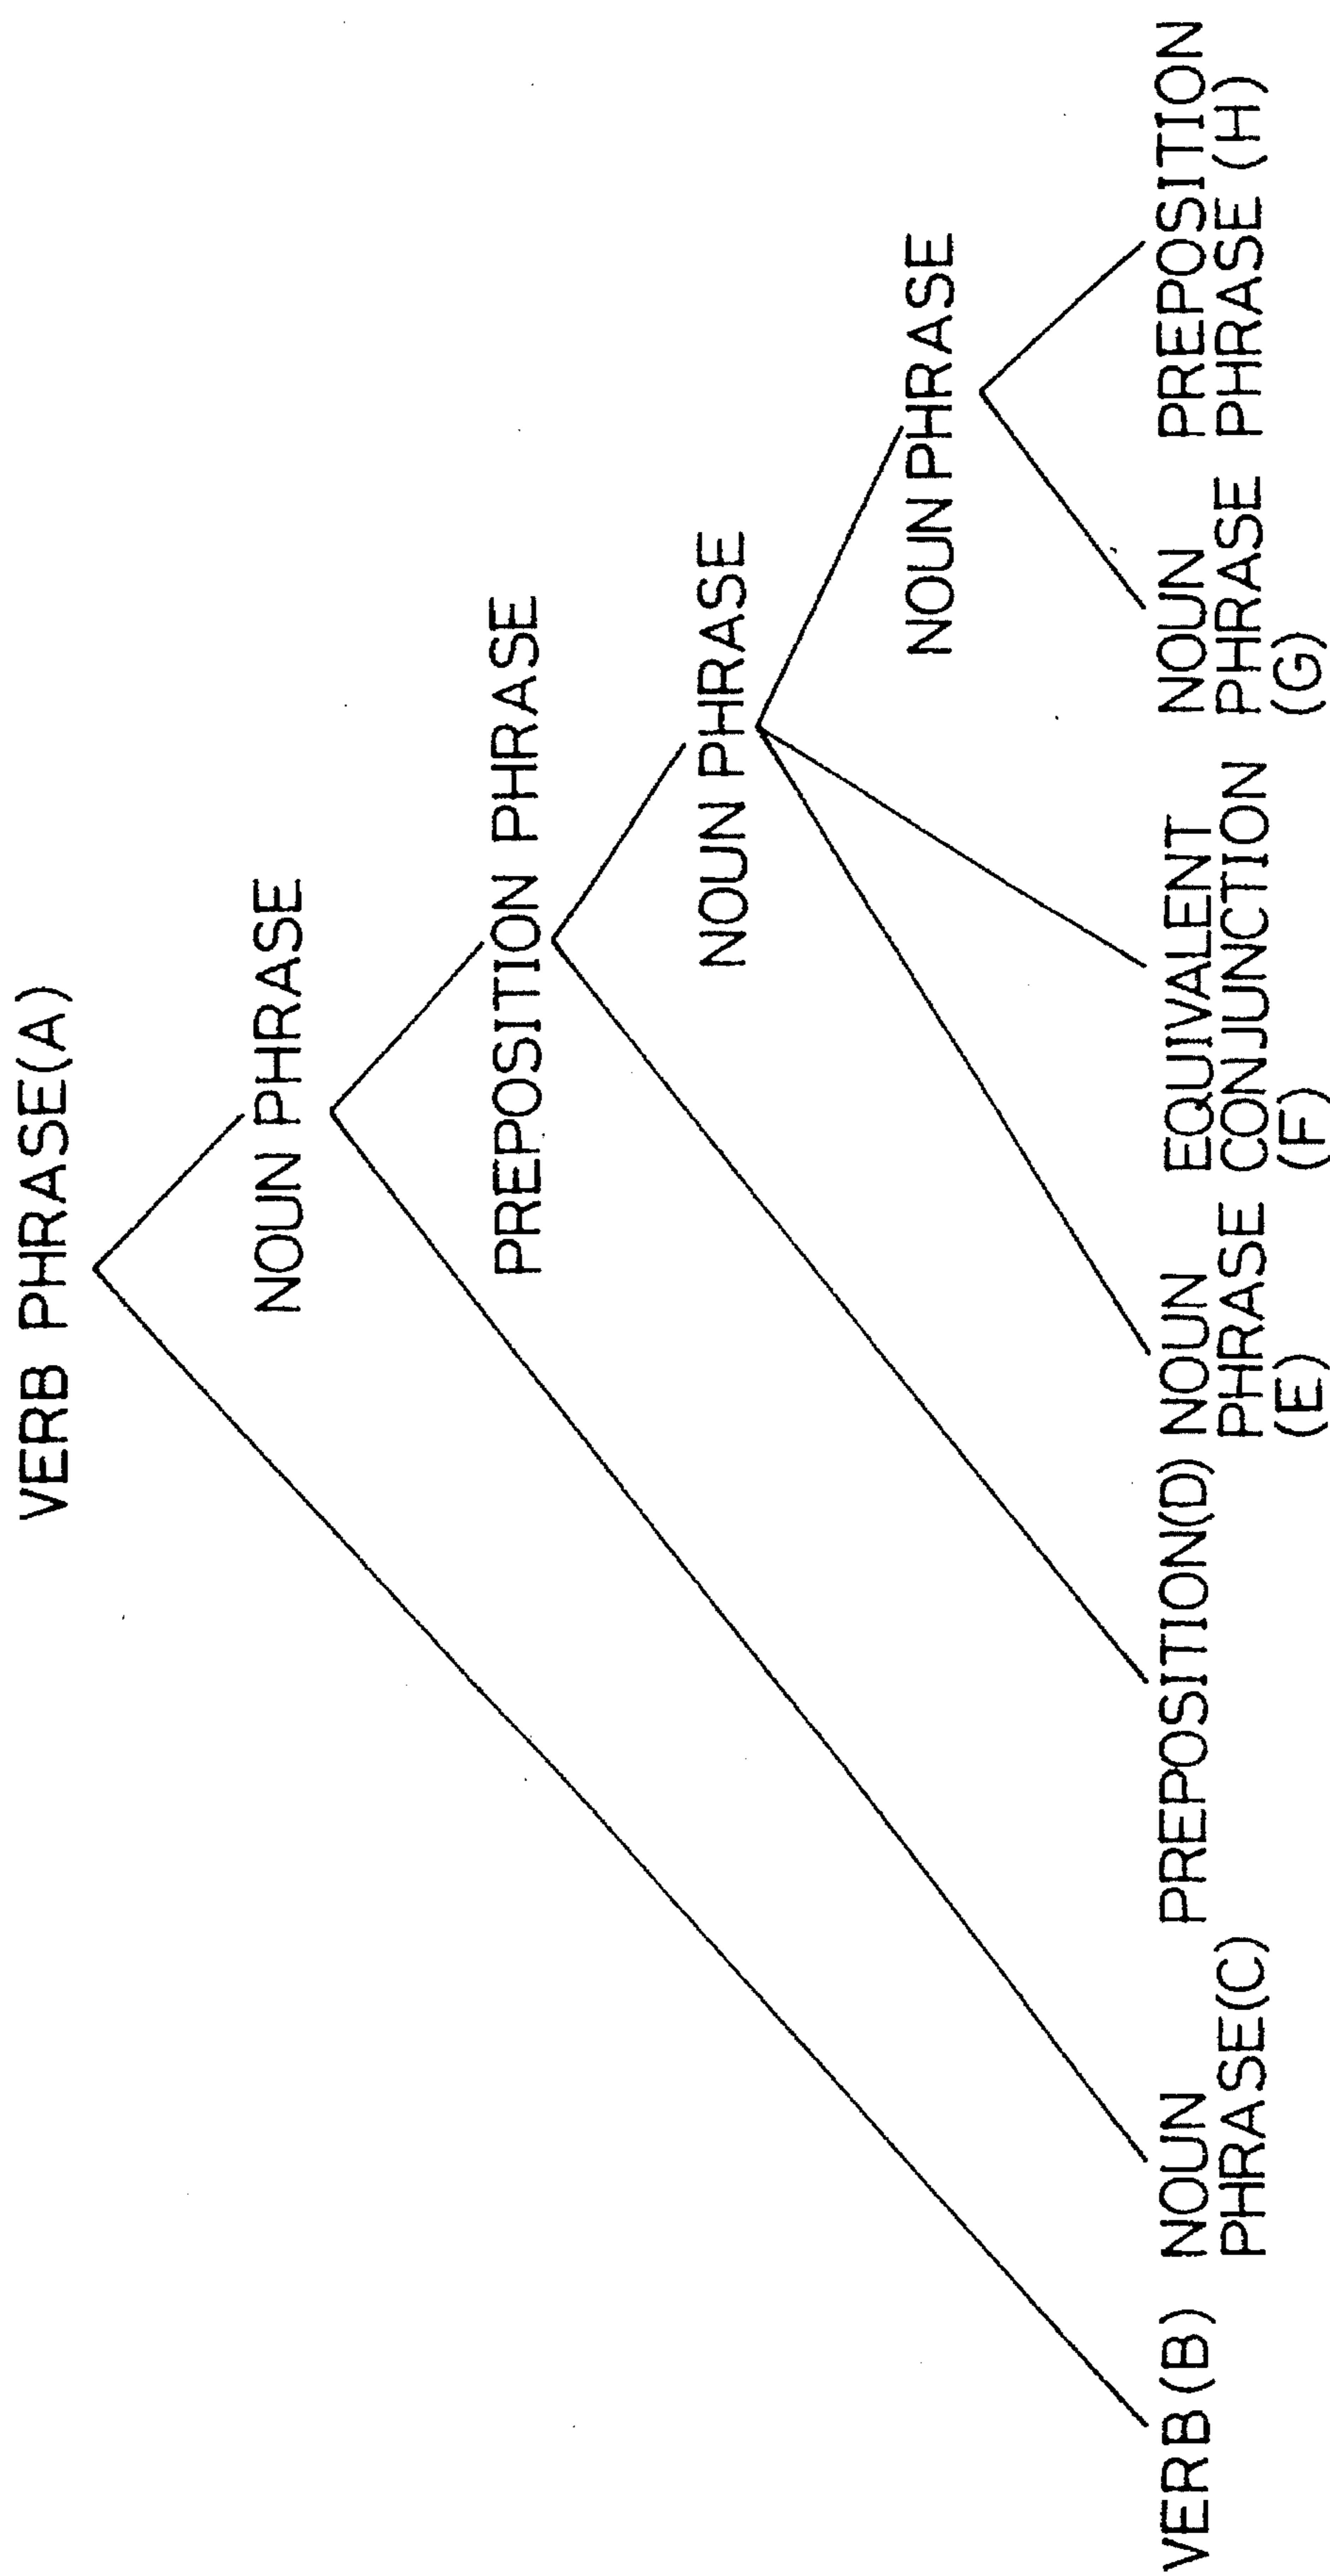 VERB PHRASE(A)
NOUN PHRASE
PREPOSITION PHRASE
NOUN PHRASE
NOUN PHRASE
VERB (B)
NOUN
PHRASE(C)
PREPOSITION(D)
NOUN
PHRASE
(E)
EQUIVALENT
CONJUNCTION
(F)
NOUN
PHRASE
(G)
PREPOSITION
PHRASE (H)